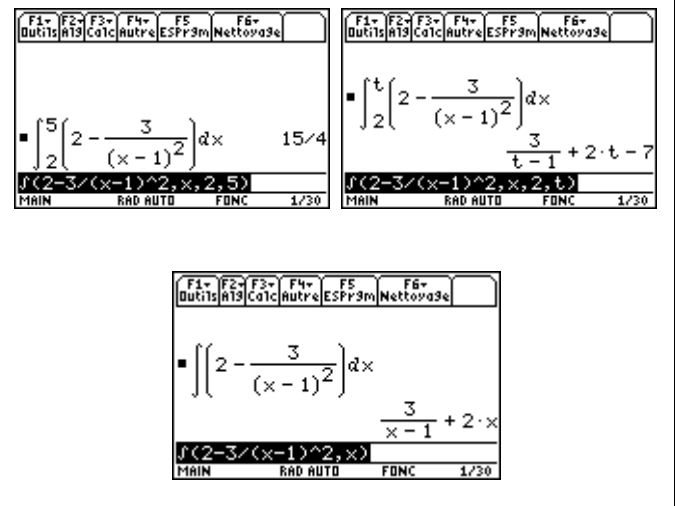 F1▾ F2▾ F3▾ F4▾ F5 F6▾
Outils Alg Calc Autre ESPrgm Nettoyage
▪ ∫₂⁵(2 − 3/(x − 1)²)dx 15/4
∫(2-3/(x-1)^2,x,2,5)
MAIN RAD AUTO FONC 1/30
F1▾ F2▾ F3▾ F4▾ F5 F6▾
Outils Alg Calc Autre ESPrgm Nettoyage
▪ ∫₂ᵗ(2 − 3/(x − 1)²)dx
3/(t − 1) + 2·t − 7
∫(2-3/(x-1)^2,x,2,t)
MAIN RAD AUTO FONC 1/30
F1▾ F2▾ F3▾ F4▾ F5 F6▾
Outils Alg Calc Autre ESPrgm Nettoyage
▪ ∫(2 − 3/(x − 1)²)dx
3/(x − 1) + 2·x
∫(2-3/(x-1)^2,x)
MAIN RAD AUTO FONC 1/30